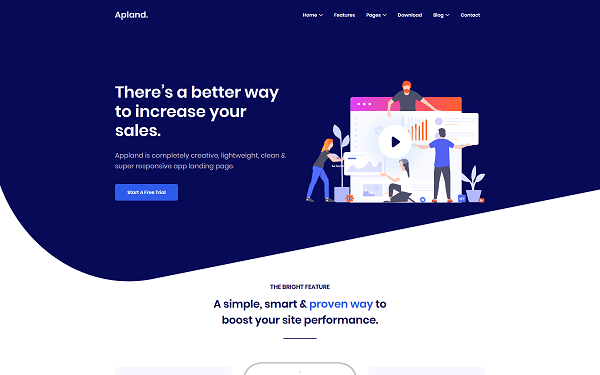 Apland.
Home
Features
Pages
Download
Blog
Contact
There's a better way
to increase your
sales.
Appland is completely creative, lightweight, clean &
super responsive app landing page.
Start A Free Trial
THE BRIGHT FEATURE
A simple, smart & proven way to
boost your site performance.